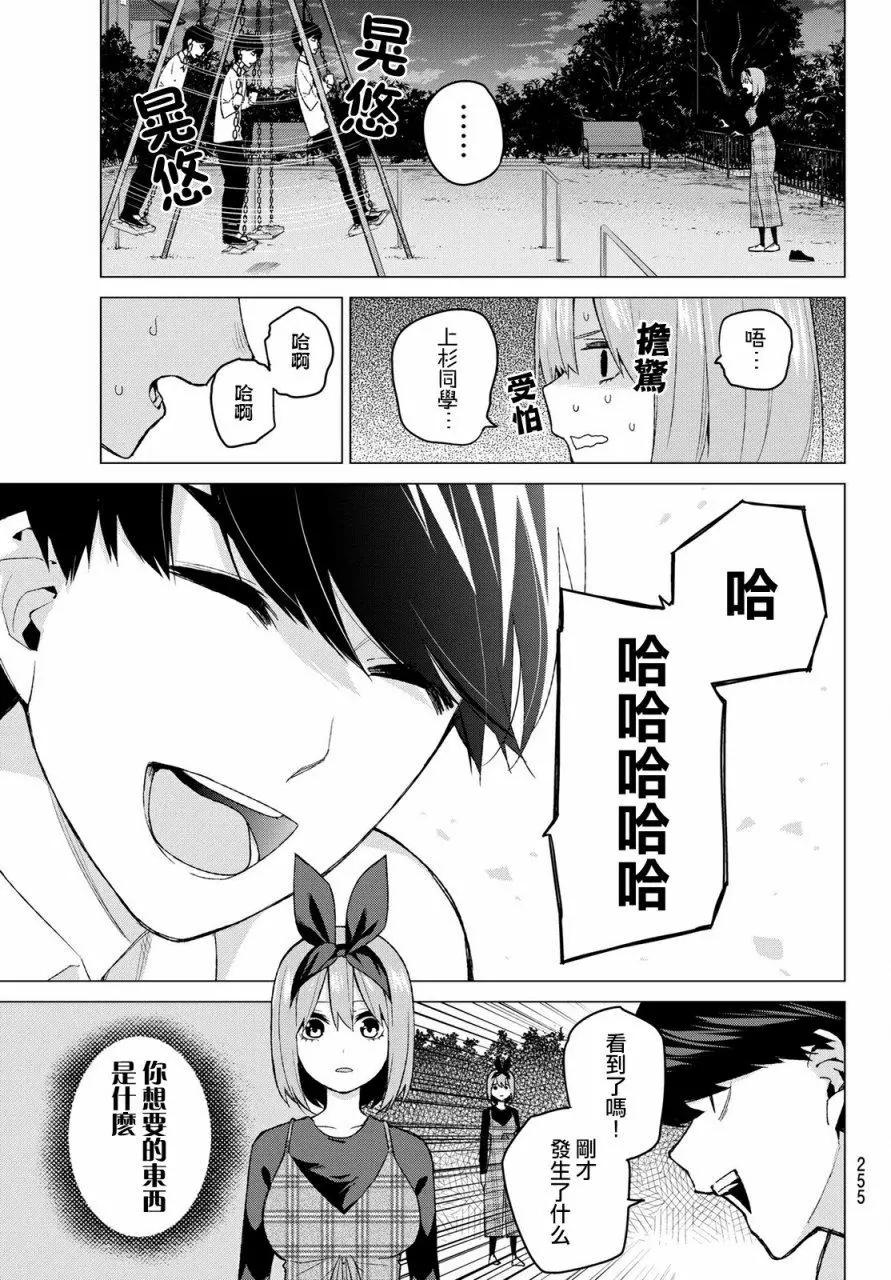 晃悠
……
晃悠
唔…
擔驚
受怕
上杉同學…
哈啊
哈啊
哈
哈哈哈哈哈
看到了嗎！
剛才
發生了什么
你想要的東西
是什麼
255